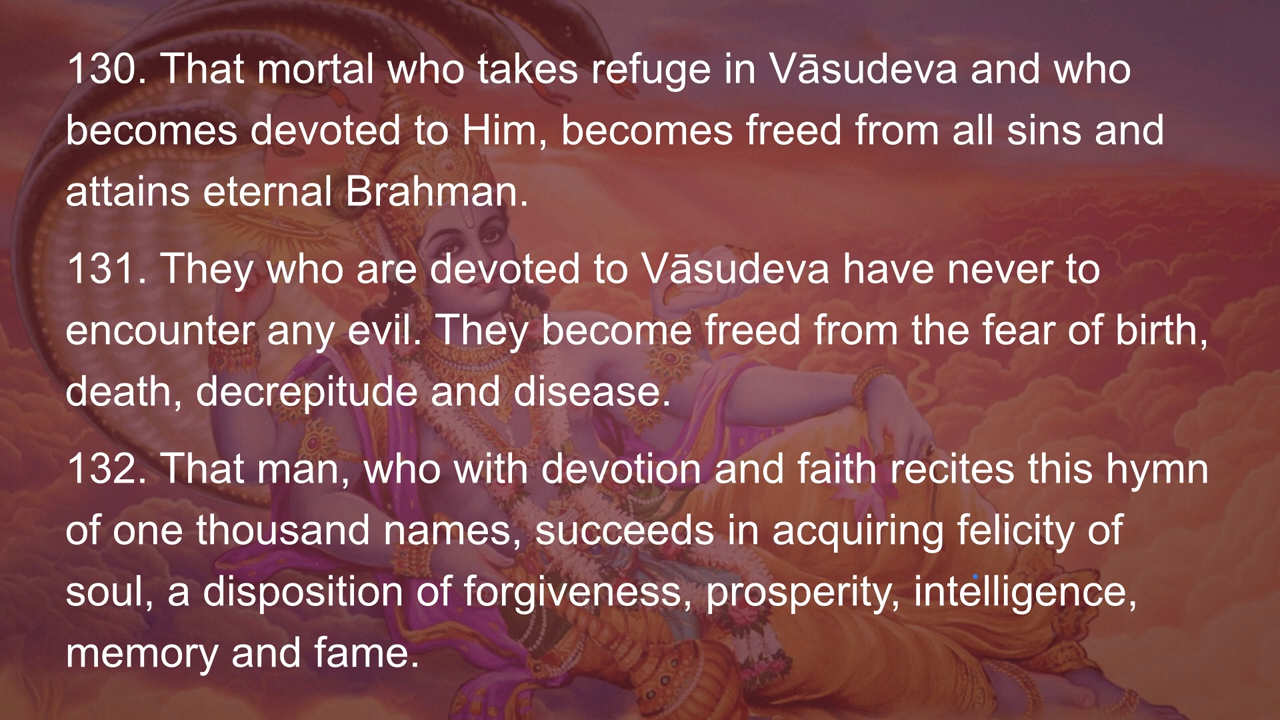 130. That mortal who takes refuge in Vāsudeva and who
becomes devoted to Him, becomes freed from all sins and
attains eternal Brahman.
131. They who are devoted to Vāsudeva have never to
encounter any evil. They become freed from the fear of birth,
death, decrepitude and disease.
132. That man, who with devotion and faith recites this hymn
of one thousand names, succeeds in acquiring felicity of
soul, a disposition of forgiveness, prosperity, intelligence,
memory and fame.